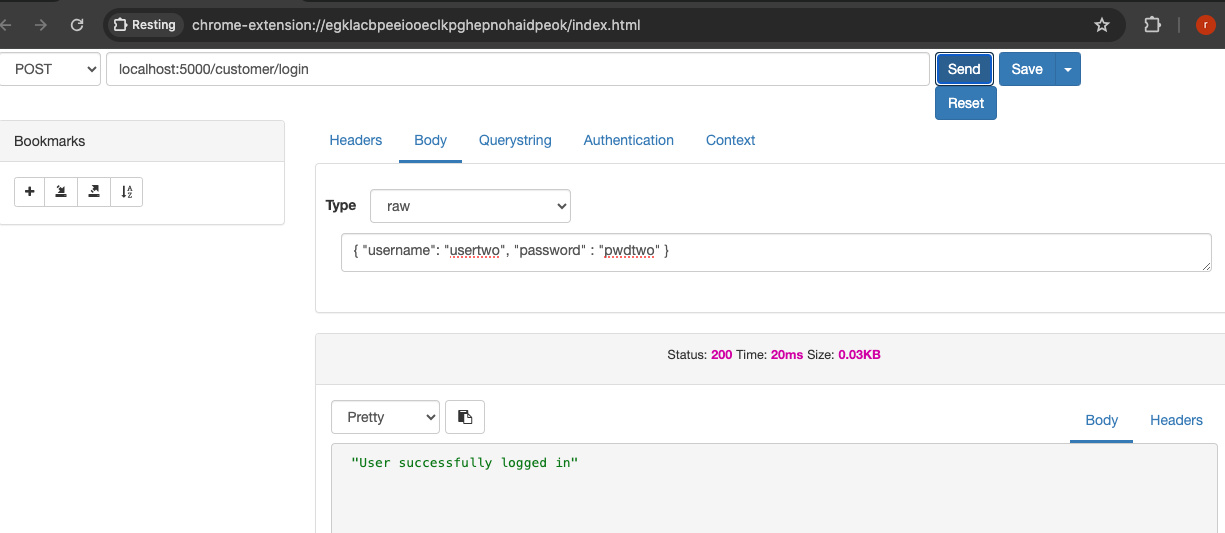 Resting chrome-extension://egklacbpeeiooeclkpghepnohaidpeok/index.html r
POST localhost:5000/customer/login Send Save
Reset
Bookmarks
Headers Body Querystring Authentication Context
Type raw
{ "username": "usertwo", "password" : "pwdtwo" }
Status: 200 Time: 20ms Size: 0.03KB
Pretty
Body Headers
"User successfully logged in"